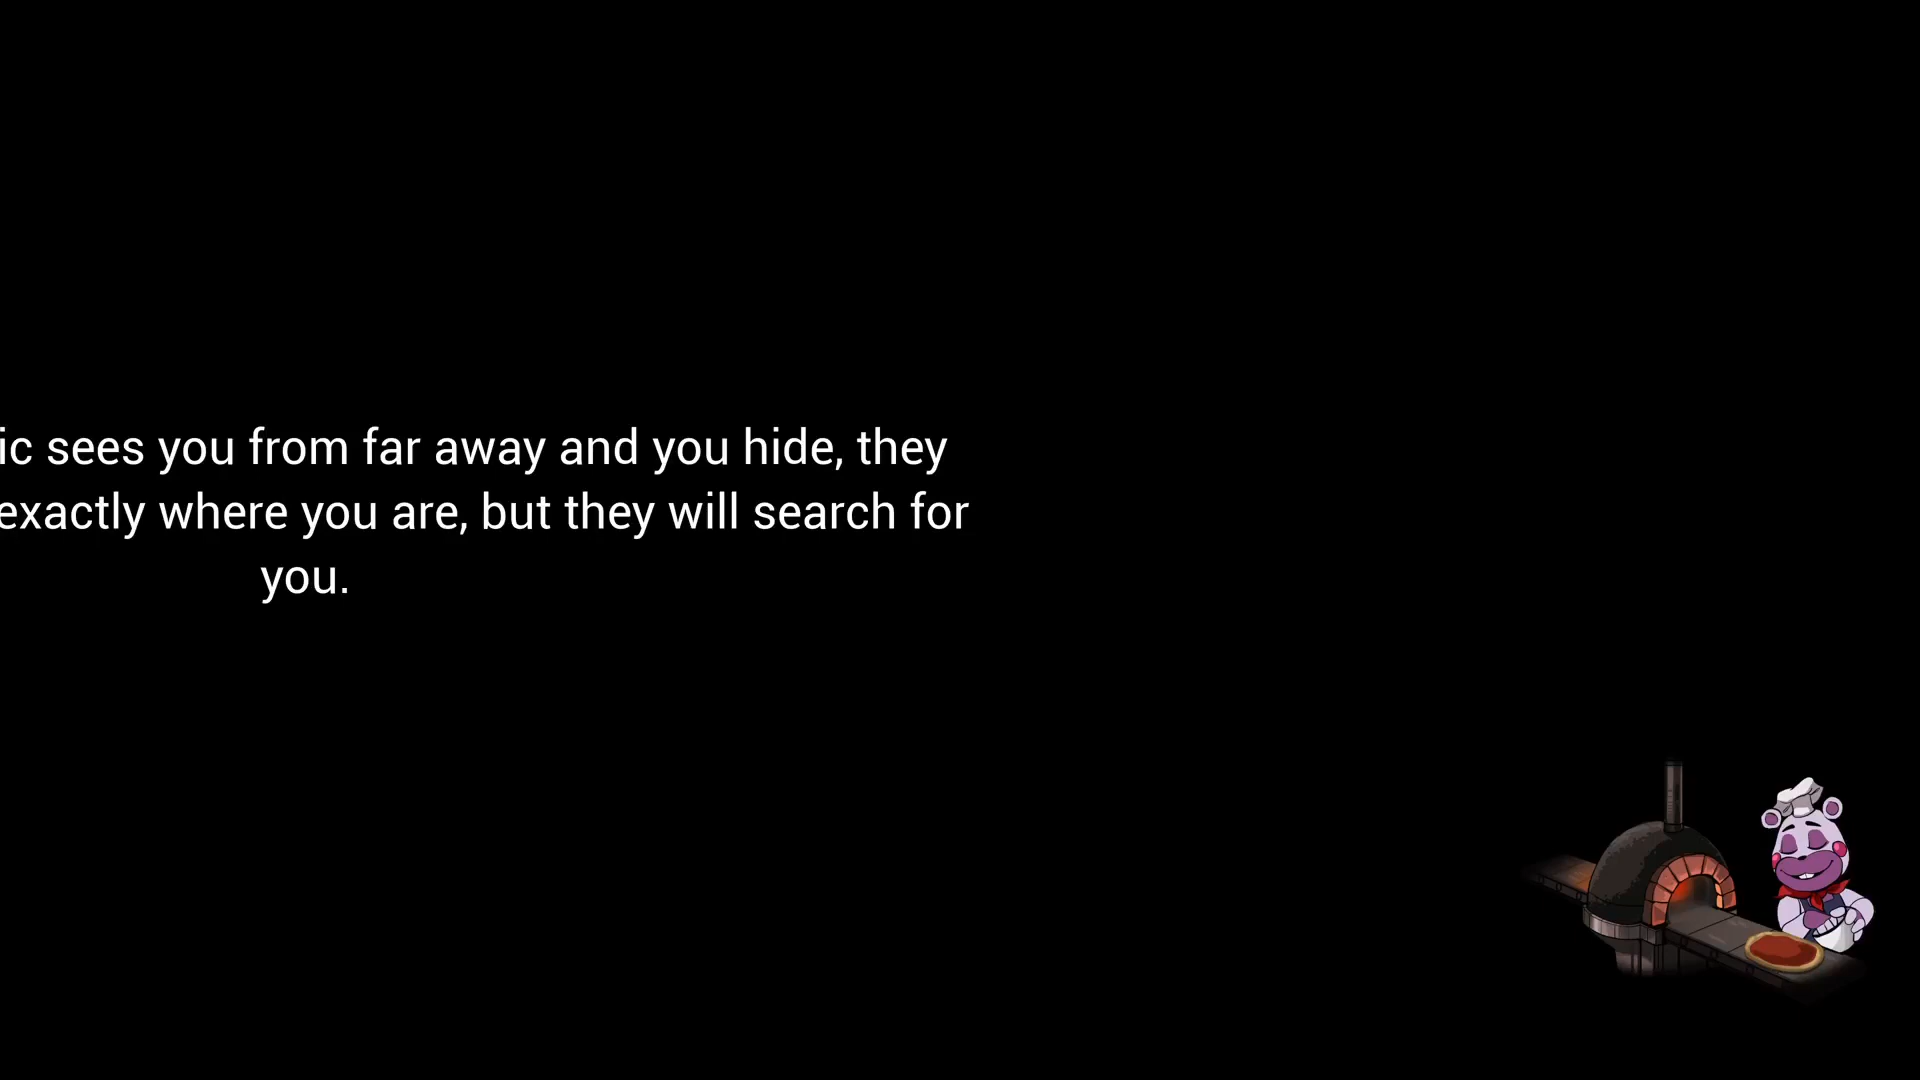 ic sees you from far away and you hide, they
exactly where you are, but they will search for
you.